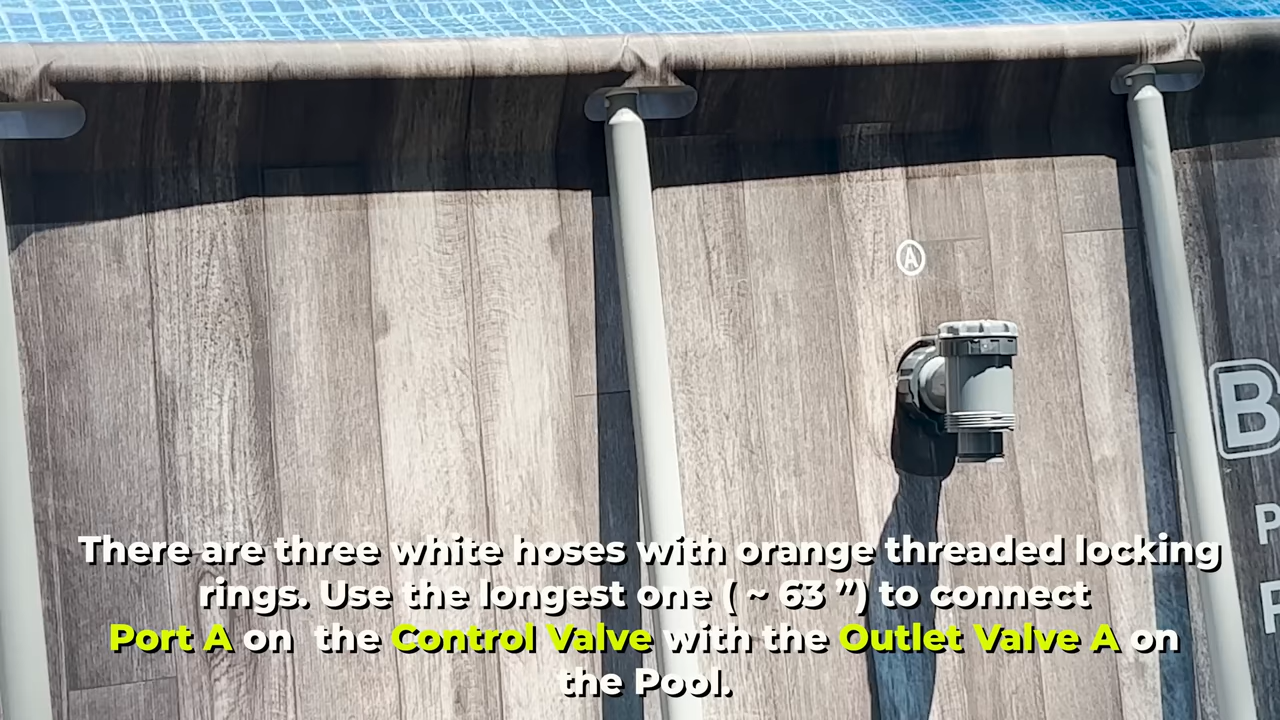 A
B
P
F
There are three white hoses with orange threaded locking
rings. Use the longest one ( ~ 63 ”) to connect
Port A on the Control Valve with the Outlet Valve A on
the Pool.